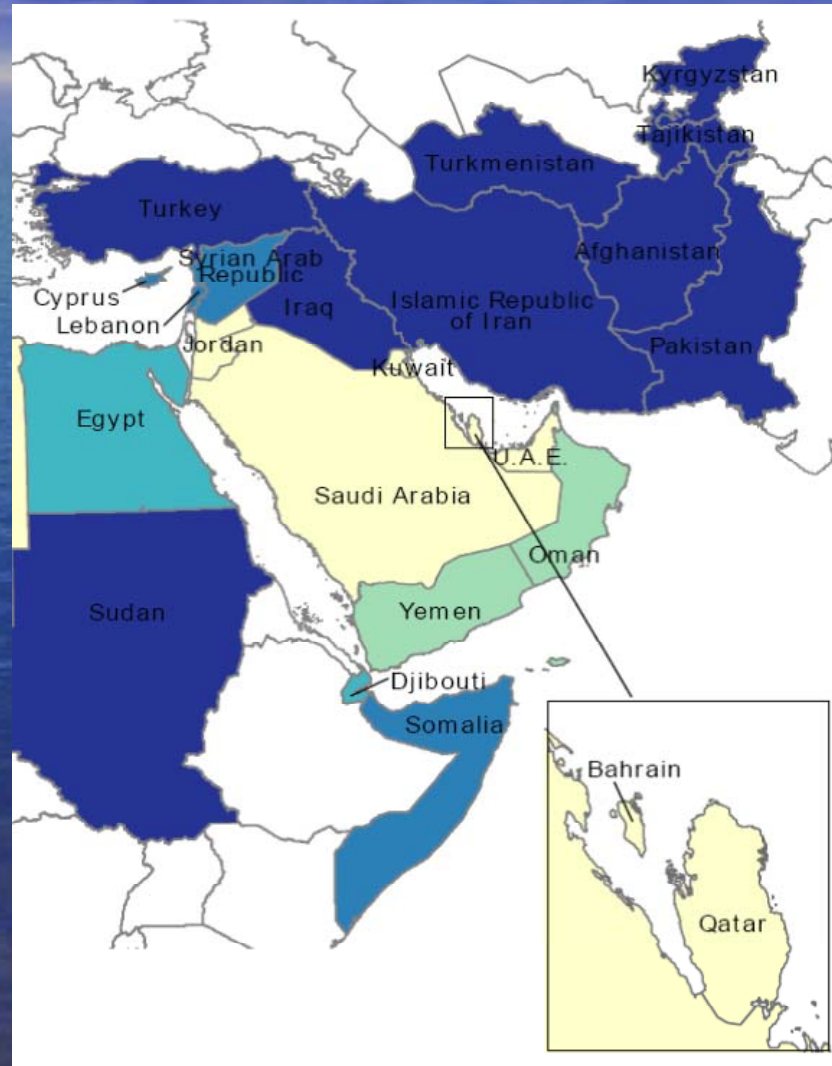 Kyrgyzstan
Tajikistan
Turkmenistan
Turkey
Afghanistan
Syrian Arab
Republic
Cyprus
Islamic Republic
of Iran
Iraq
Lebanon
Jordan
Pakistan
Kuwait
Egypt
U.A.E.
Saudi Arabia
Oman
Sudan
Yemen
Djibouti
Somalia
Bahrain
Qatar